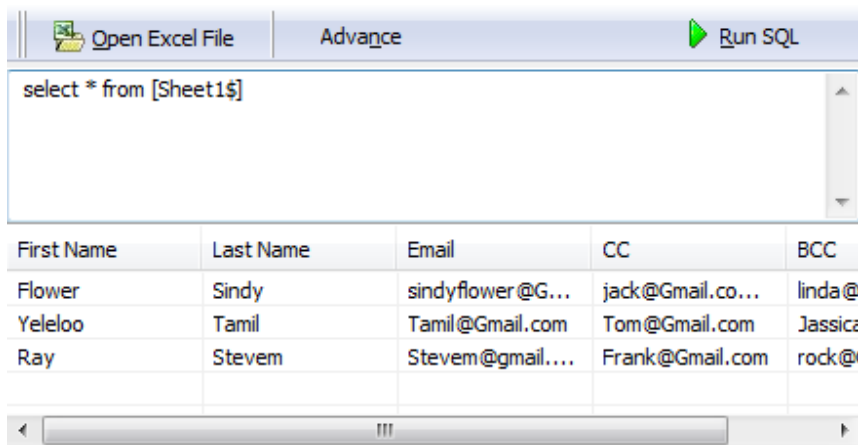 Open Excel File Advance Run SQL
select * from [Sheet1$]
First Name Last Name Email CC BCC
Flower Sindy sindyflower@G... jack@Gmail.co... linda@
Yeleloo Tamil Tamil@Gmail.com Tom@Gmail.com Jassica
Ray Stevem Stevem@gmail.... Frank@Gmail.com rock@